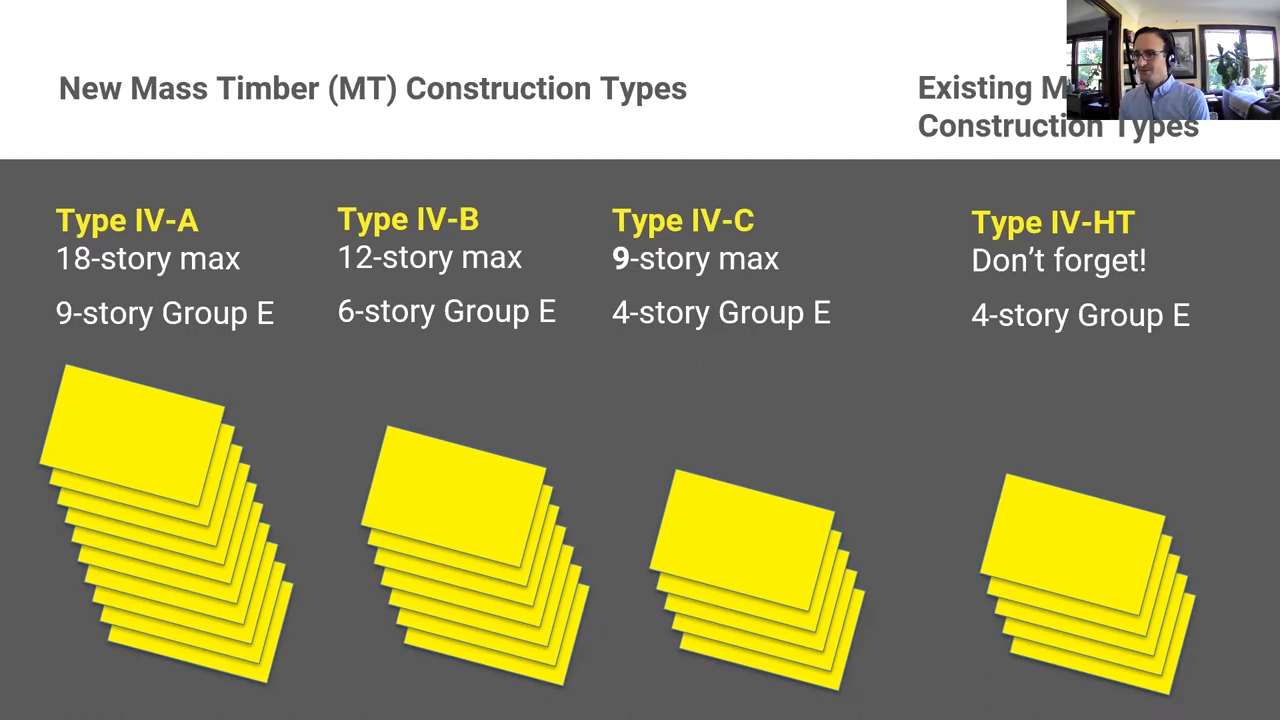 New Mass Timber (MT) Construction Types
Existing
Construction Types
Type IV-A
18-story max
9-story Group E
Type IV-B
12-story max
6-story Group E
Type IV-C
9-story max
4-story Group E
Type IV-HT
Don’t forget!
4-story Group E